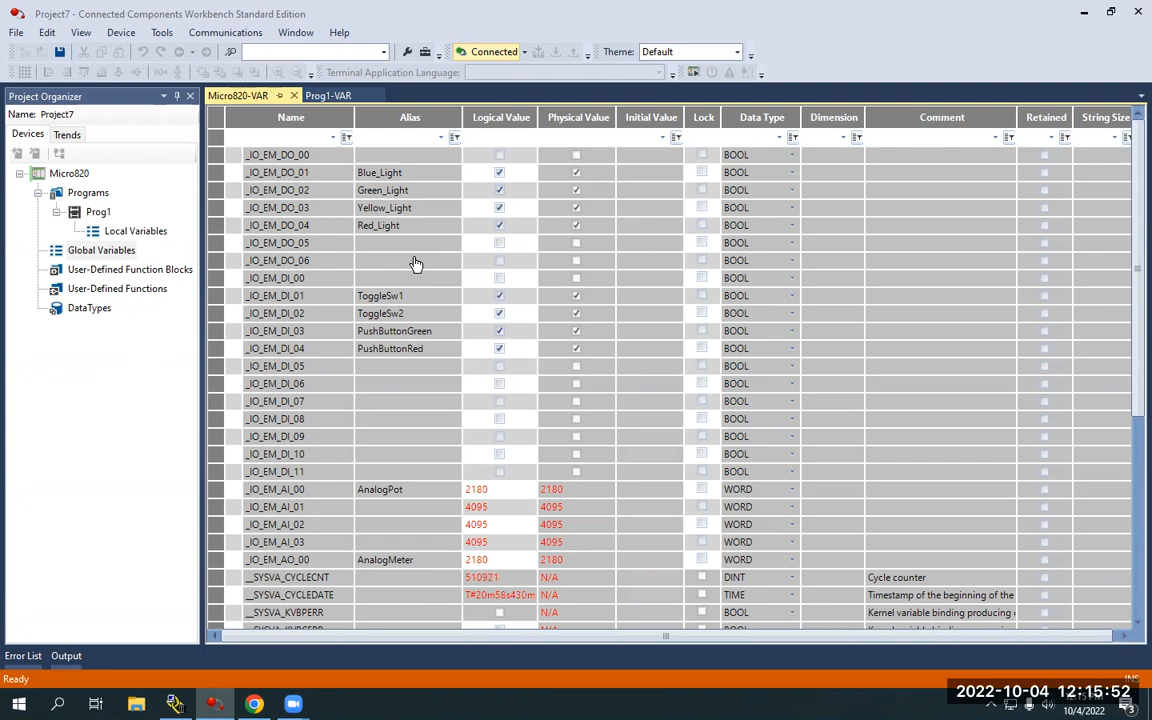 Project7 - Connected Components Workbench Standard Edition
File Edit View Device Tools Communications Window Help
Connected Theme: Default
Terminal Application Language:
Project Organizer
Name: Project7
Devices Trends
Micro820
Programs
Prog1
Local Variables
Global Variables
User-Defined Function Blocks
User-Defined Functions
DataTypes
Micro820-VAR Prog1-VAR
Name Alias Logical Value Physical Value Initial Value Lock Data Type Dimension Comment Retained String Size
_IO_EM_DO_00 BOOL
_IO_EM_DO_01 Blue_Light BOOL
_IO_EM_DO_02 Green_Light BOOL
_IO_EM_DO_03 Yellow_Light BOOL
_IO_EM_DO_04 Red_Light BOOL
_IO_EM_DO_05 BOOL
_IO_EM_DO_06 BOOL
_IO_EM_DI_00 BOOL
_IO_EM_DI_01 ToggleSw1 BOOL
_IO_EM_DI_02 ToggleSw2 BOOL
_IO_EM_DI_03 PushButtonGreen BOOL
_IO_EM_DI_04 PushButtonRed BOOL
_IO_EM_DI_05 BOOL
_IO_EM_DI_06 BOOL
_IO_EM_DI_07 BOOL
_IO_EM_DI_08 BOOL
_IO_EM_DI_09 BOOL
_IO_EM_DI_10 BOOL
_IO_EM_DI_11 BOOL
_IO_EM_AI_00 AnalogPot 2180 2180 WORD
_IO_EM_AI_01 4095 4095 WORD
_IO_EM_AI_02 4095 4095 WORD
_IO_EM_AI_03 4095 4095 WORD
_IO_EM_AO_00 AnalogMeter 2180 2180 WORD
__SYSVA_CYCLECNT 510921 N/A DINT Cycle counter
__SYSVA_CYCLEDATE T#20m58s430m N/A TIME Timestamp of the beginning of the
__SYSVA_KVBPERR N/A BOOL Kernel variable binding producing
Error List Output
Ready
2022-10-04 12:15:52
10/4/2022
3